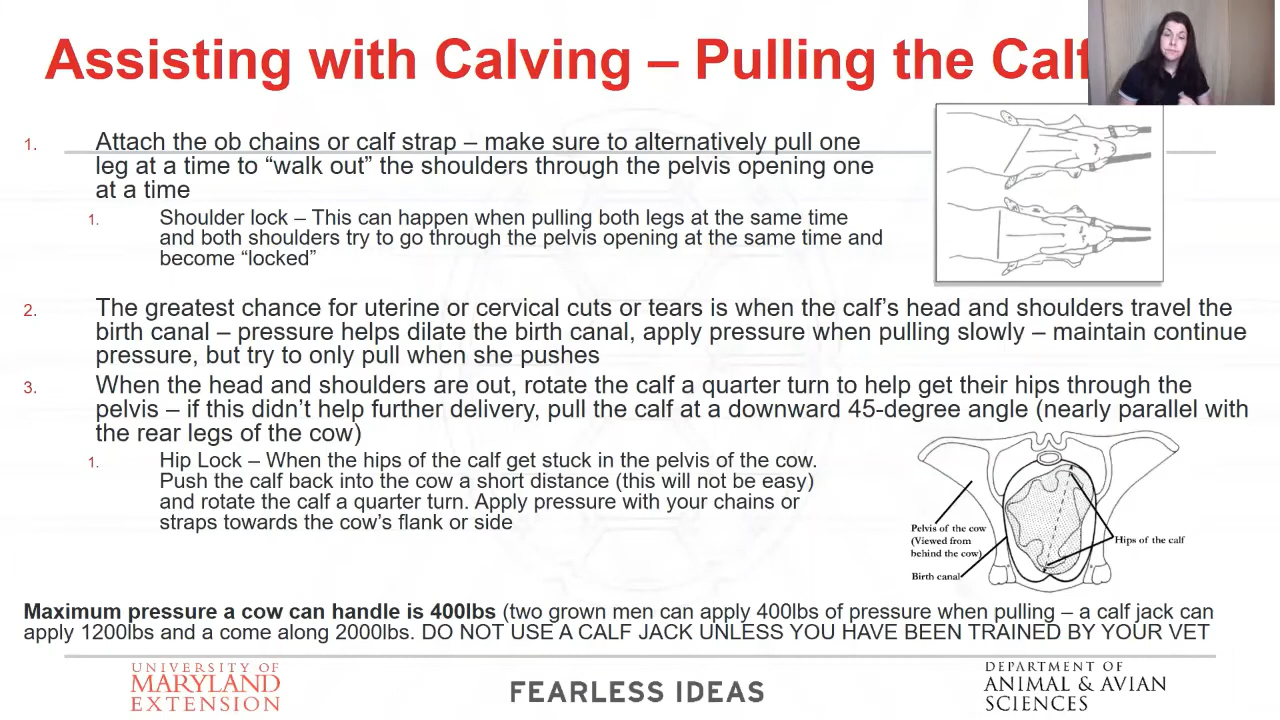 Assisting with Calving – Pulling the Calf
1. Attach the ob chains or calf strap – make sure to alternatively pull one
leg at a time to “walk out” the shoulders through the pelvis opening one
at a time
1. Shoulder lock – This can happen when pulling both legs at the same time
and both shoulders try to go through the pelvis opening at the same time and
become “locked”
2. The greatest chance for uterine or cervical cuts or tears is when the calf’s head and shoulders travel the
birth canal – pressure helps dilate the birth canal, apply pressure when pulling slowly – maintain continue
pressure, but try to only pull when she pushes
3. When the head and shoulders are out, rotate the calf a quarter turn to help get their hips through the
pelvis – if this didn’t help further delivery, pull the calf at a downward 45-degree angle (nearly parallel with
the rear legs of the cow)
1. Hip Lock – When the hips of the calf get stuck in the pelvis of the cow.
Push the calf back into the cow a short distance (this will not be easy)
and rotate the calf a quarter turn. Apply pressure with your chains or
straps towards the cow’s flank or side
Pelvis of the cow
(Viewed from
behind the cow)
Birth canal
Hips of the calf
Maximum pressure a cow can handle is 400lbs (two grown men can apply 400lbs of pressure when pulling – a calf jack can
apply 1200lbs and a come along 2000lbs. DO NOT USE A CALF JACK UNLESS YOU HAVE BEEN TRAINED BY YOUR VET
UNIVERSITY OF
MARYLAND
EXTENSION
FEARLESS IDEAS
DEPARTMENT OF
ANIMAL & AVIAN
SCIENCES